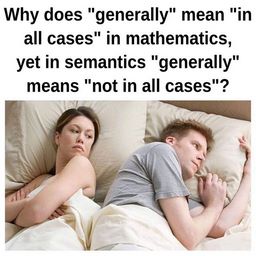 Why does "generally" mean "in
all cases" in mathematics,
yet in semantics "generally"
means "not in all cases"?